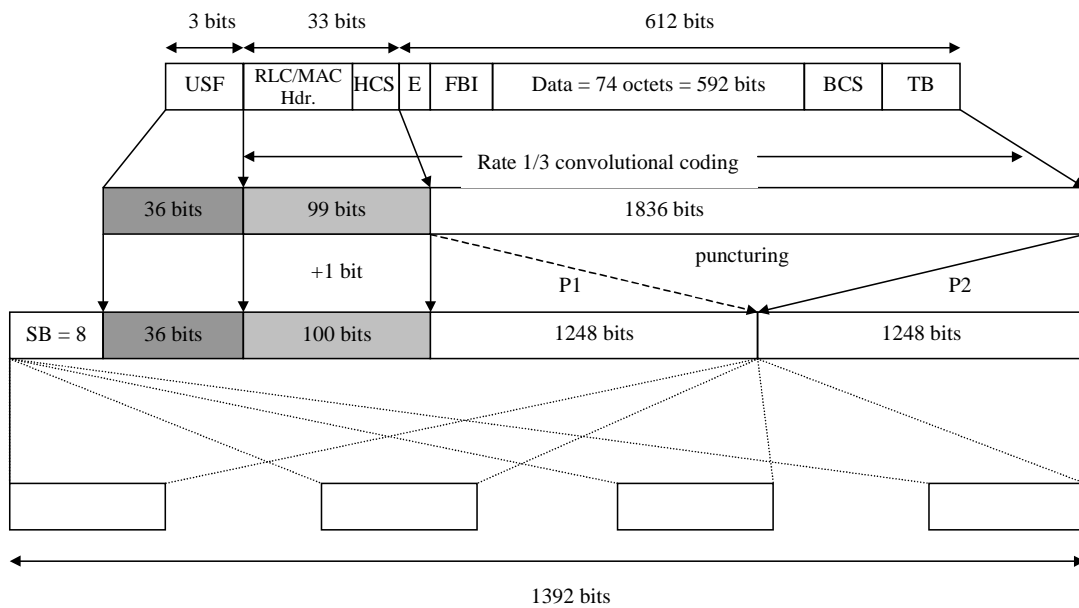 3 bits
33 bits
612 bits
USF
RLC/MAC
Hdr.
HCS
E
FBI
Data = 74 octets = 592 bits
BCS
TB
Rate 1/3 convolutional coding
36 bits
99 bits
1836 bits
puncturing
+1 bit
P1
P2
SB = 8
36 bits
100 bits
1248 bits
1248 bits
1392 bits